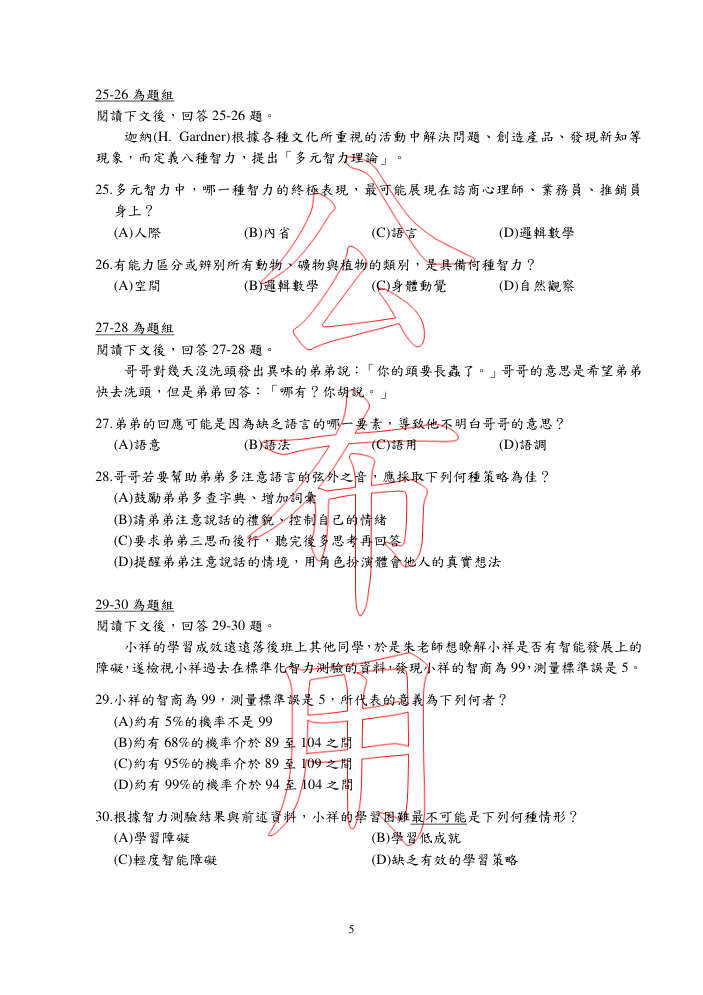 25-26 為題組
閱讀下文後，回答 25-26 題。
迦納(H. Gardner)根據各種文化所重視的活動中解決問題、創造產品、發現新知等
現象，而定義八種智力，提出「多元智力理論」。
25.多元智力中，哪一種智力的終極表現，最可能展現在諮商心理師、業務員、推銷員
身上？
(A)人際 (B)內省 (C)語言 (D)邏輯數學
26.有能力區分或辨別所有動物、礦物與植物的類別，是具備何種智力？
(A)空間 (B)邏輯數學 (C)身體動覺 (D)自然觀察
27-28 為題組
閱讀下文後，回答 27-28 題。
哥哥對幾天沒洗頭發出異味的弟弟說：「你的頭要長蟲了。」哥哥的意思是希望弟弟
快去洗頭，但是弟弟回答：「哪有？你胡說。」
27.弟弟的回應可能是因為缺乏語言的哪一要素，導致他不明白哥哥的意思？
(A)語意 (B)語法 (C)語用 (D)語調
28.哥哥若要幫助弟弟多注意語言的弦外之音，應採取下列何種策略為佳？
(A)鼓勵弟弟多查字典、增加詞彙
(B)請弟弟注意說話的禮貌、控制自己的情緒
(C)要求弟弟三思而後行，聽完後多思考再回答
(D)提醒弟弟注意說話的情境，用角色扮演體會他人的真實想法
29-30 為題組
閱讀下文後，回答 29-30 題。
小祥的學習成效遠遠落後班上其他同學，於是朱老師想瞭解小祥是否有智能發展上的
障礙，遂檢視小祥過去在標準化智力測驗的資料，發現小祥的智商為 99，測量標準誤是 5。
29.小祥的智商為 99，測量標準誤是 5，所代表的意義為下列何者？
(A)約有 5%的機率不是 99
(B)約有 68%的機率介於 89 至 104 之間
(C)約有 95%的機率介於 89 至 109 之間
(D)約有 99%的機率介於 94 至 104 之間
30.根據智力測驗結果與前述資料，小祥的學習困難最不可能是下列何種情形？
(A)學習障礙 (B)學習低成就
(C)輕度智能障礙 (D)缺乏有效的學習策略
5
公布用